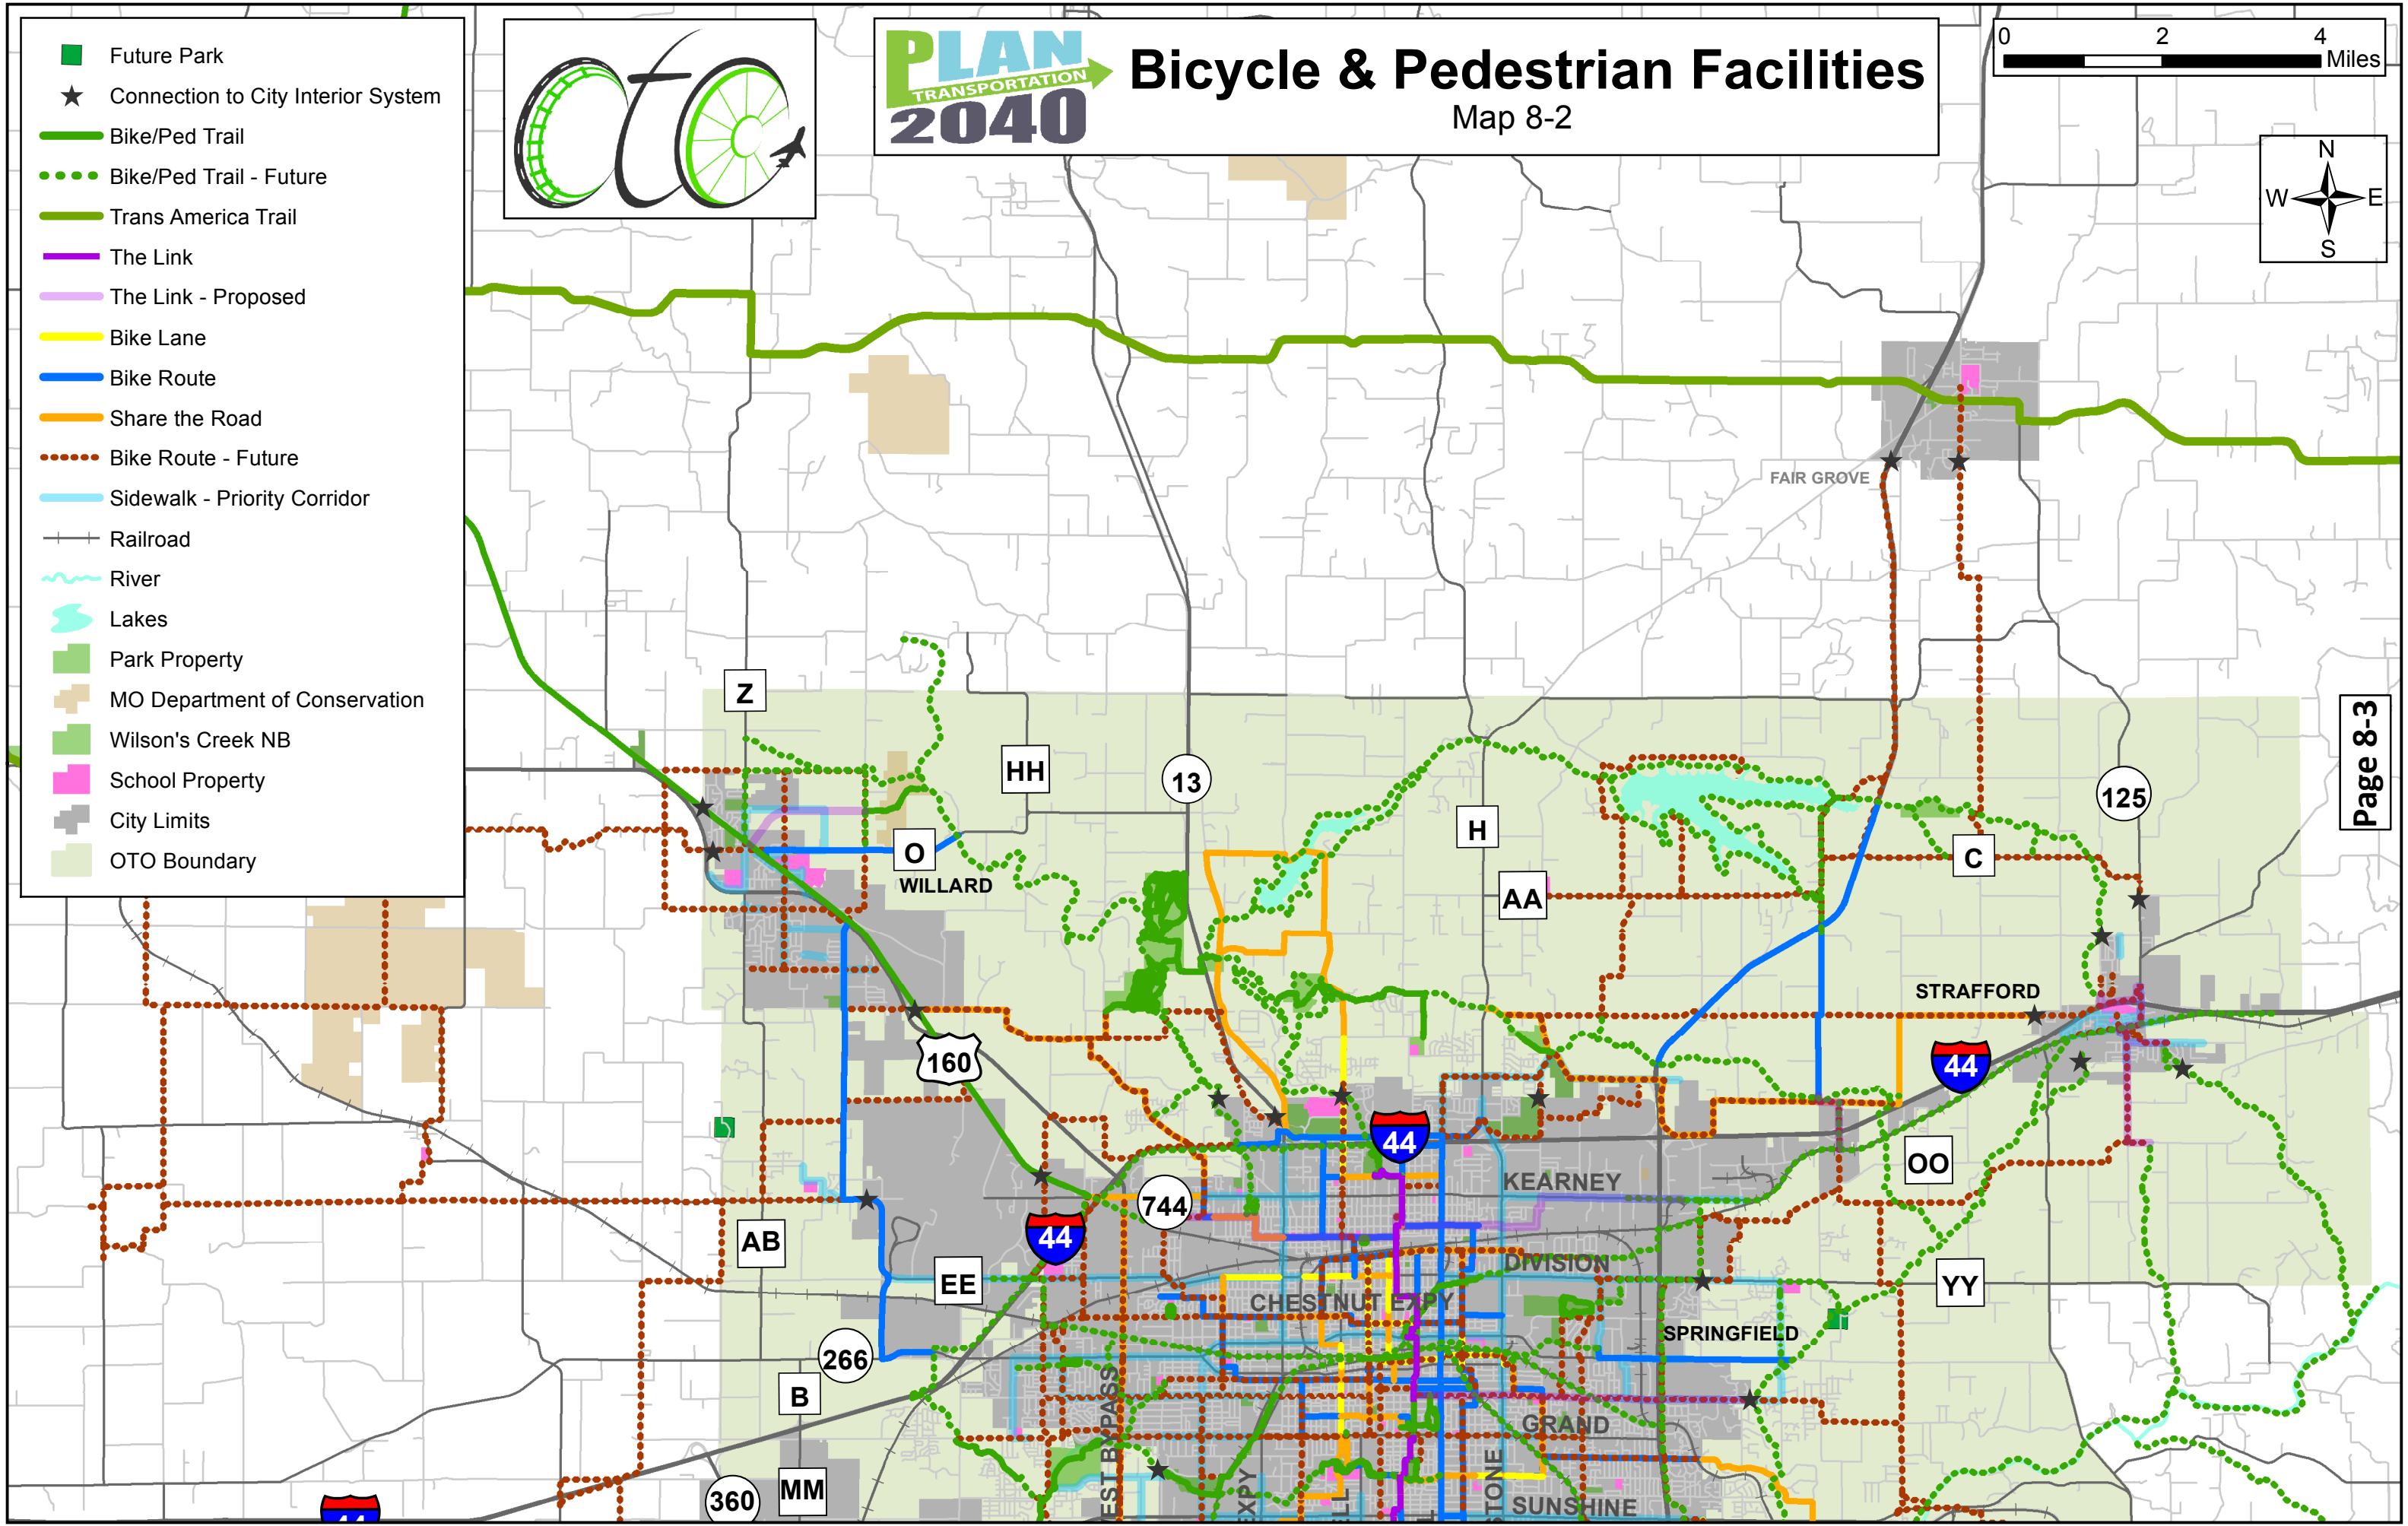 Future Park
Connection to City Interior System
Bike/Ped Trail
Bike/Ped Trail - Future
Trans America Trail
The Link
The Link - Proposed
Bike Lane
Bike Route
Share the Road
Bike Route - Future
Sidewalk - Priority Corridor
Railroad
River
Lakes
Park Property
MO Department of Conservation
Wilson's Creek NB
School Property
City Limits
OTO Boundary
PLAN
TRANSPORTATION
2040
Bicycle & Pedestrian Facilities
Map 8-2
0 2 4
Miles
N
W E
S
FAIR GROVE
Page 8-3
Z
HH
13
H
125
O
WILLARD
C
AA
STRAFFORD
160
44
44
OO
KEARNEY
744
44
AB
DIVISION
EE
YY
CHESTNUT EXPY
SPRINGFIELD
266
B
GRAND
EST BYPASS
MM
360
EXPY
STONE
SUNSHINE
44